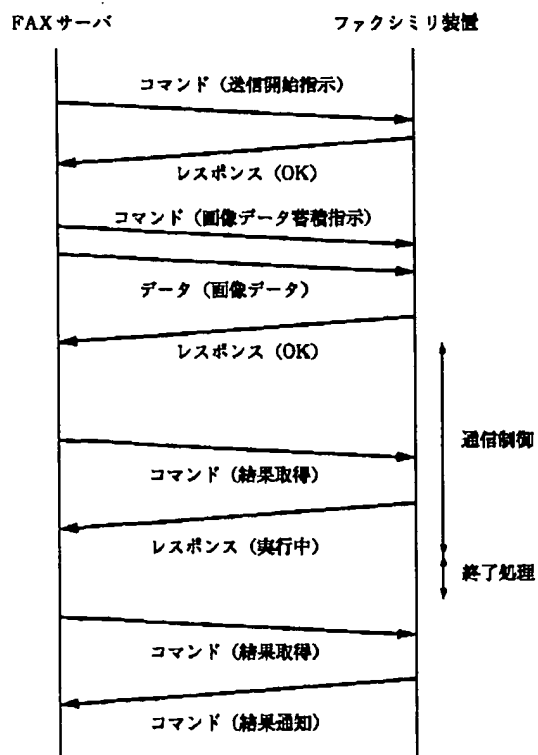 FAXサーバ
ファクシミリ装置
コマンド（送信開始指示）
レスポンス（OK）
コマンド（画像データ蓄積指示）
データ（画像データ）
レスポンス（OK）
通信制御
コマンド（結果取得）
レスポンス（実行中）
終了処理
コマンド（結果取得）
コマンド（結果通知）